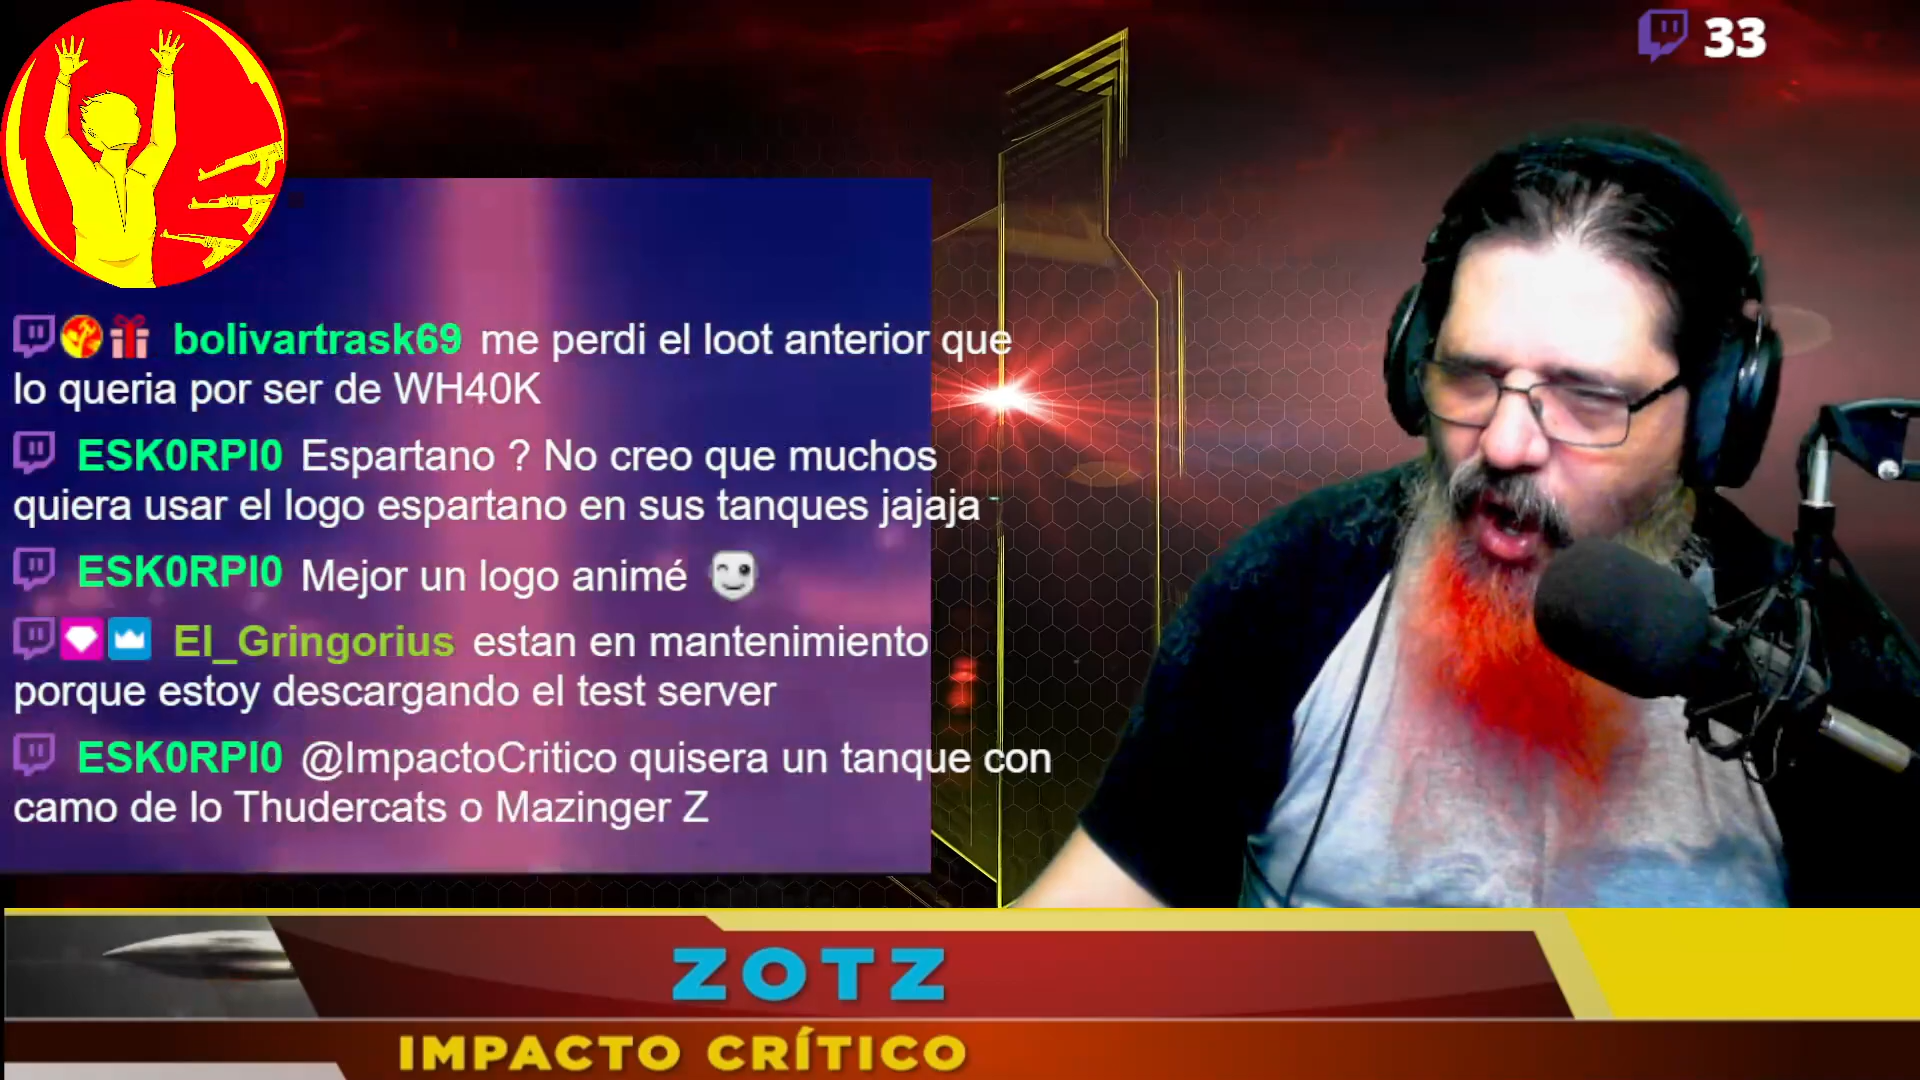 33
bolivartrask69 me perdi el loot anterior que
lo queria por ser de WH40K
ESK0RPI0 Espartano ? No creo que muchos
quiera usar el logo espartano en sus tanques jajaja
ESK0RPI0 Mejor un logo animé
El_Gringorius estan en mantenimiento
porque estoy descargando el test server
ESK0RPI0 @ImpactoCritico quisera un tanque con
camo de lo Thudercats o Mazinger Z
ZOTZ
IMPACTO CRÍTICO